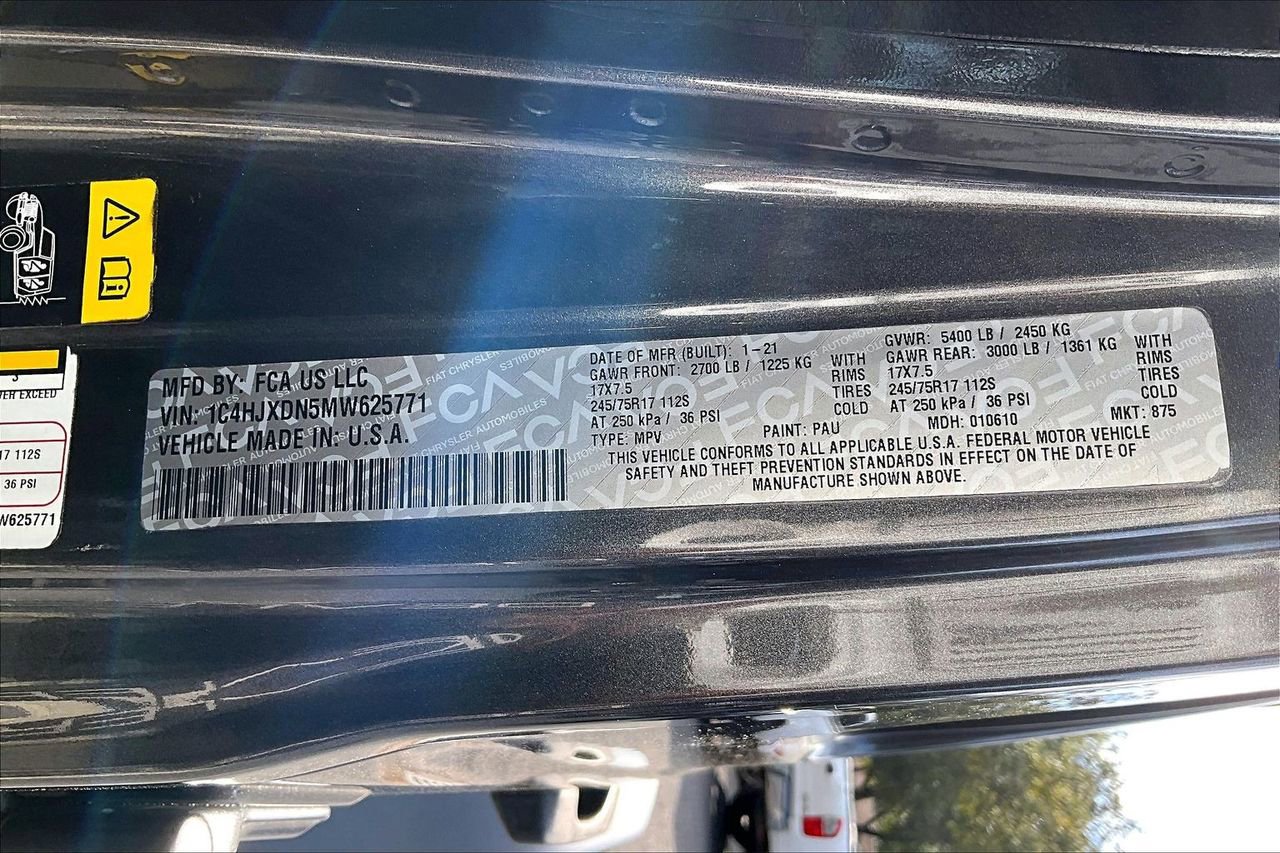 MFD BY: FCA US LLC
VIN: 1C4HJXDN5MW625771
VEHICLE MADE IN: U.S.A.
DATE OF MFR (BUILT): 1-21
GAWR FRONT: 2700 LB / 1225 KG WITH
17X7.5 RIMS
245/75R17 112S TIRES
AT 250 kPa / 36 PSI COLD
TYPE: MPV PAINT: PAU
GVWR: 5400 LB / 2450 KG
GAWR REAR: 3000 LB / 1361 KG WITH
17X7.5 RIMS
245/75R17 112S TIRES
AT 250 kPa / 36 PSI COLD
MDH: 010610 MKT: 875
THIS VEHICLE CONFORMS TO ALL APPLICABLE U.S.A. FEDERAL MOTOR VEHICLE
SAFETY AND THEFT PREVENTION STANDARDS IN EFFECT ON THE DATE OF
MANUFACTURE SHOWN ABOVE.
3
EXCEED
112S
36 PSI
W625771